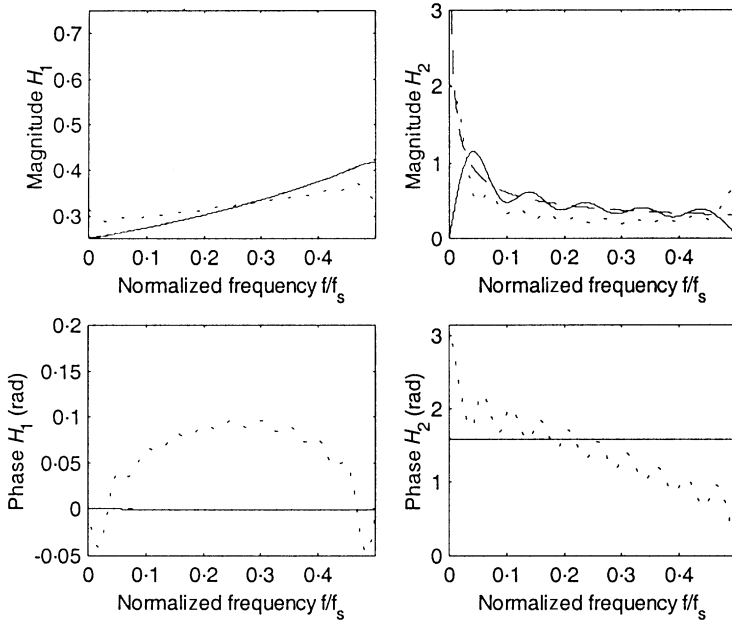 Magnitude H1
0·7
0·6
0·5
0·4
0·3
0 0·1 0·2 0·3 0·4
Normalized frequency f/fs
Magnitude H2
3
2
1
0
0 0·1 0·2 0·3 0·4
Normalized frequency f/fs
Phase H1 (rad)
0·2
0·15
0·1
0·05
0
-0·05
0 0·1 0·2 0·3 0·4
Normalized frequency f/fs
Phase H2 (rad)
3
2
1
0
0 0·1 0·2 0·3 0·4
Normalized frequency f/fs